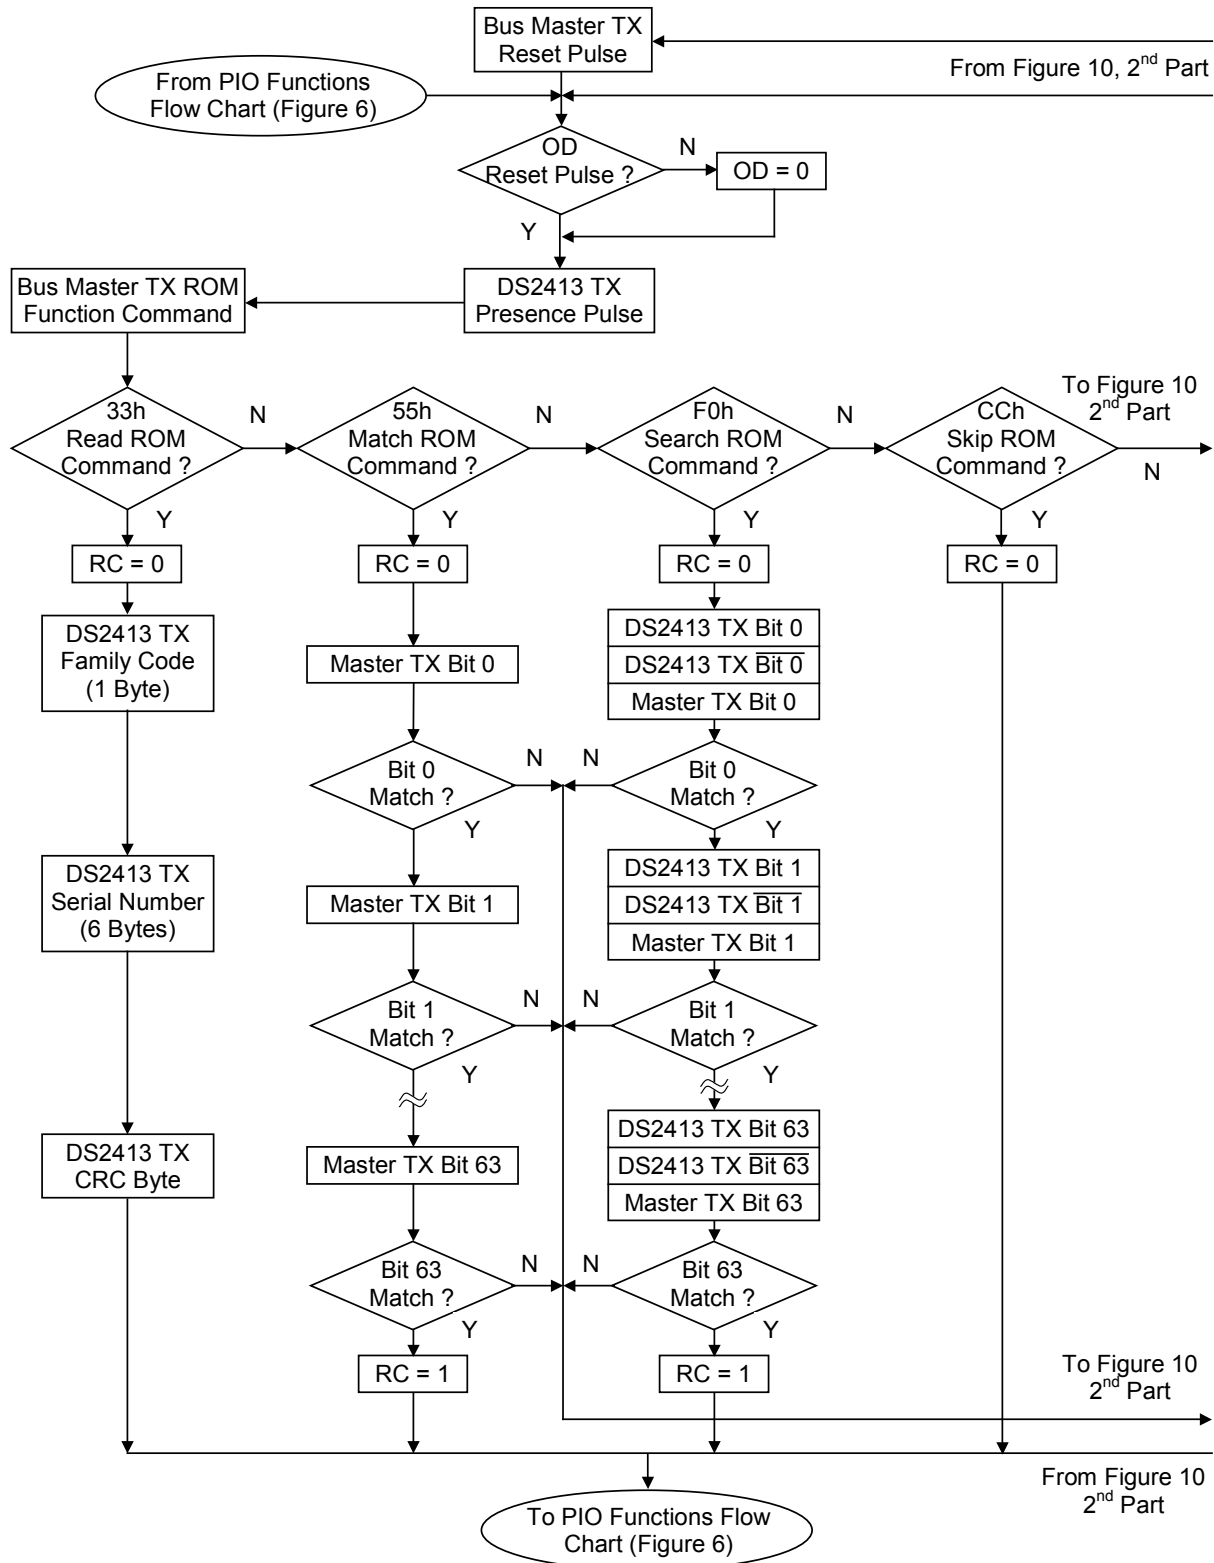 Bus Master TX
Reset Pulse
From Figure 10, 2nd Part
From PIO Functions
Flow Chart (Figure 6)
OD
Reset Pulse ?
N
OD = 0
Y
Bus Master TX ROM
Function Command
DS2413 TX
Presence Pulse
33h
Read ROM
Command ?
N
55h
Match ROM
Command ?
N
F0h
Search ROM
Command ?
N
CCh
Skip ROM
Command ?
To Figure 10
2nd Part
N
Y
Y
Y
Y
RC = 0
RC = 0
RC = 0
RC = 0
DS2413 TX
Family Code
(1 Byte)
Master TX Bit 0
DS2413 TX Bit 0
DS2413 TX B̅i̅t̅ ̅0̅
Master TX Bit 0
Bit 0
Match ?
N
N
Bit 0
Match ?
Y
Y
DS2413 TX
Serial Number
(6 Bytes)
Master TX Bit 1
DS2413 TX Bit 1
DS2413 TX B̅i̅t̅ ̅1̅
Master TX Bit 1
Bit 1
Match ?
N
N
Bit 1
Match ?
Y
Y
DS2413 TX
CRC Byte
Master TX Bit 63
DS2413 TX Bit 63
DS2413 TX B̅i̅t̅ ̅6̅3̅
Master TX Bit 63
Bit 63
Match ?
N
N
Bit 63
Match ?
Y
Y
RC = 1
RC = 1
To Figure 10
2nd Part
From Figure 10
2nd Part
To PIO Functions Flow
Chart (Figure 6)